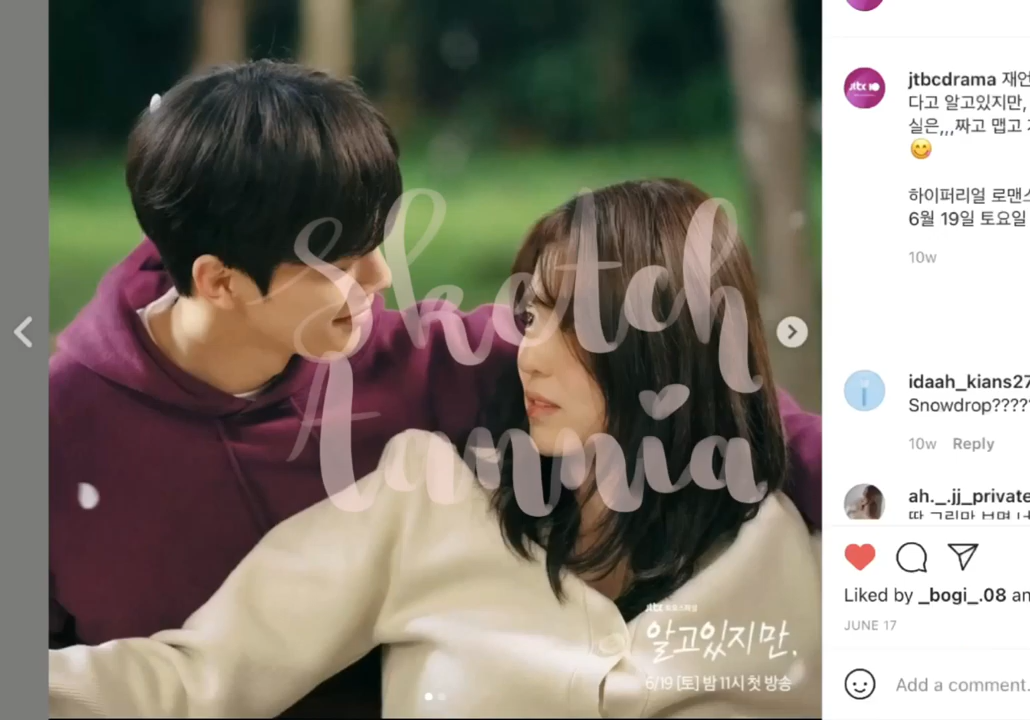 Sketch
Tannia
jtbc
알고있지만,
6/19 [토] 밤 11시 첫 방송
jtbcdrama 재언
다고 알고있지만,
실은,,,짜고 맵고
하이퍼리얼 로맨스
6월 19일 토요일
10w
idaah_kians27
Snowdrop?????
10w Reply
ah._.jj_private
Liked by _bogi_.08 an
JUNE 17
Add a comment.